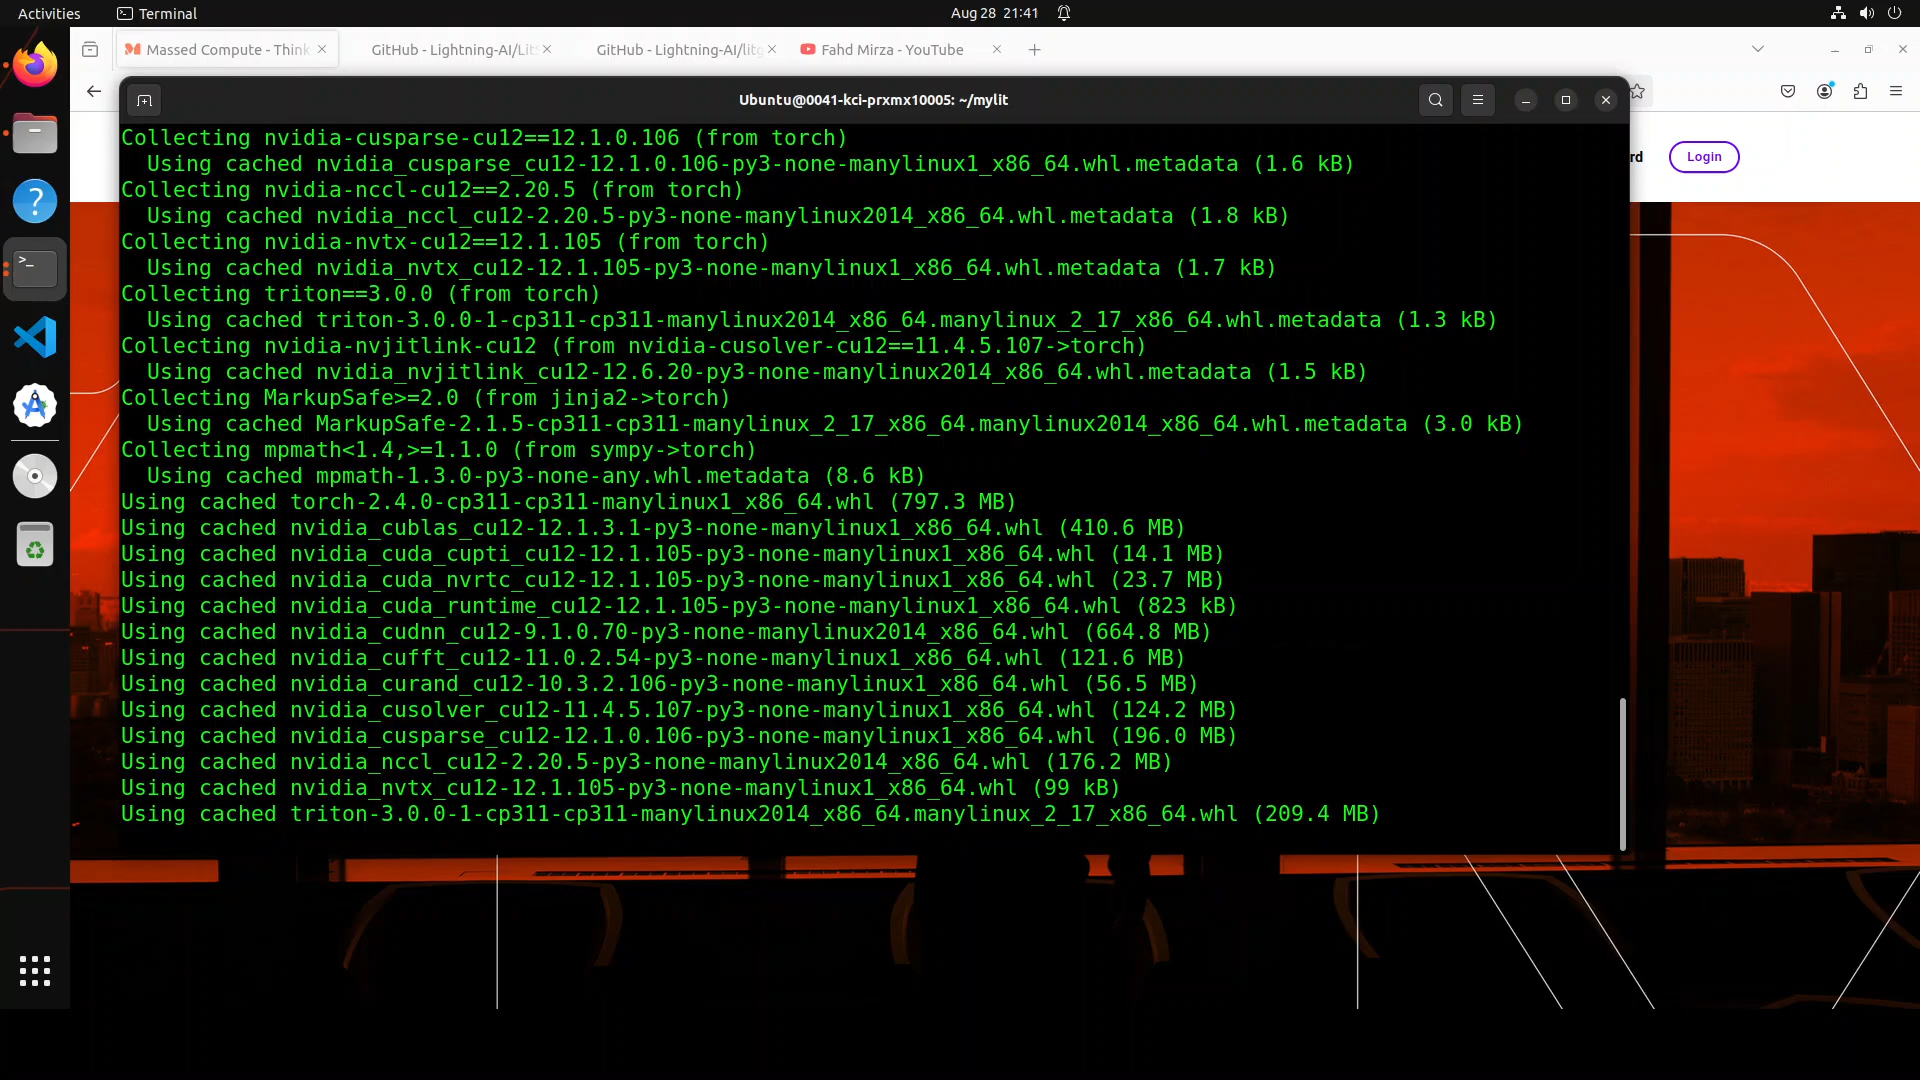 Activities
Terminal
Aug 28 21:41
Massed Compute - Think
GitHub - Lightning-AI/Lit
GitHub - Lightning-AI/litg
Fahd Mirza - YouTube
Ubuntu@0041-kci-prxmx10005: ~/mylit
rd
Login
Collecting nvidia-cusparse-cu12==12.1.0.106 (from torch)
Using cached nvidia_cusparse_cu12-12.1.0.106-py3-none-manylinux1_x86_64.whl.metadata (1.6 kB)
Collecting nvidia-nccl-cu12==2.20.5 (from torch)
Using cached nvidia_nccl_cu12-2.20.5-py3-none-manylinux2014_x86_64.whl.metadata (1.8 kB)
Collecting nvidia-nvtx-cu12==12.1.105 (from torch)
Using cached nvidia_nvtx_cu12-12.1.105-py3-none-manylinux1_x86_64.whl.metadata (1.7 kB)
Collecting triton==3.0.0 (from torch)
Using cached triton-3.0.0-1-cp311-cp311-manylinux2014_x86_64.manylinux_2_17_x86_64.whl.metadata (1.3 kB)
Collecting nvidia-nvjitlink-cu12 (from nvidia-cusolver-cu12==11.4.5.107->torch)
Using cached nvidia_nvjitlink_cu12-12.6.20-py3-none-manylinux2014_x86_64.whl.metadata (1.5 kB)
Collecting MarkupSafe>=2.0 (from jinja2->torch)
Using cached MarkupSafe-2.1.5-cp311-cp311-manylinux_2_17_x86_64.manylinux2014_x86_64.whl.metadata (3.0 kB)
Collecting mpmath<1.4,>=1.1.0 (from sympy->torch)
Using cached mpmath-1.3.0-py3-none-any.whl.metadata (8.6 kB)
Using cached torch-2.4.0-cp311-cp311-manylinux1_x86_64.whl (797.3 MB)
Using cached nvidia_cublas_cu12-12.1.3.1-py3-none-manylinux1_x86_64.whl (410.6 MB)
Using cached nvidia_cuda_cupti_cu12-12.1.105-py3-none-manylinux1_x86_64.whl (14.1 MB)
Using cached nvidia_cuda_nvrtc_cu12-12.1.105-py3-none-manylinux1_x86_64.whl (23.7 MB)
Using cached nvidia_cuda_runtime_cu12-12.1.105-py3-none-manylinux1_x86_64.whl (823 kB)
Using cached nvidia_cudnn_cu12-9.1.0.70-py3-none-manylinux2014_x86_64.whl (664.8 MB)
Using cached nvidia_cufft_cu12-11.0.2.54-py3-none-manylinux1_x86_64.whl (121.6 MB)
Using cached nvidia_curand_cu12-10.3.2.106-py3-none-manylinux1_x86_64.whl (56.5 MB)
Using cached nvidia_cusolver_cu12-11.4.5.107-py3-none-manylinux1_x86_64.whl (124.2 MB)
Using cached nvidia_cusparse_cu12-12.1.0.106-py3-none-manylinux1_x86_64.whl (196.0 MB)
Using cached nvidia_nccl_cu12-2.20.5-py3-none-manylinux2014_x86_64.whl (176.2 MB)
Using cached nvidia_nvtx_cu12-12.1.105-py3-none-manylinux1_x86_64.whl (99 kB)
Using cached triton-3.0.0-1-cp311-cp311-manylinux2014_x86_64.manylinux_2_17_x86_64.whl (209.4 MB)